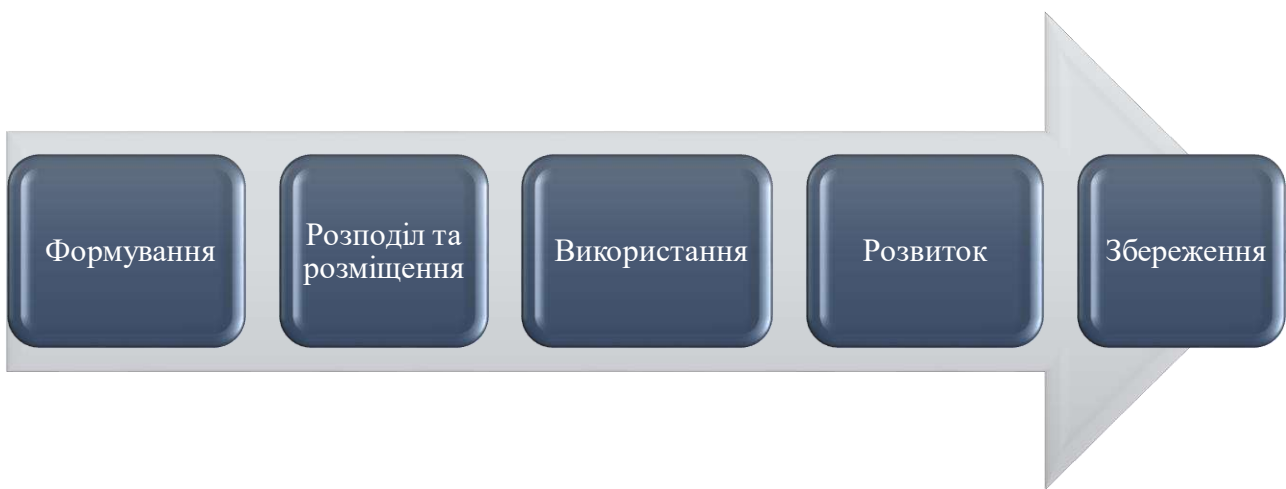 Формування
Розподіл та
розміщення
Використання
Розвиток
Збереження